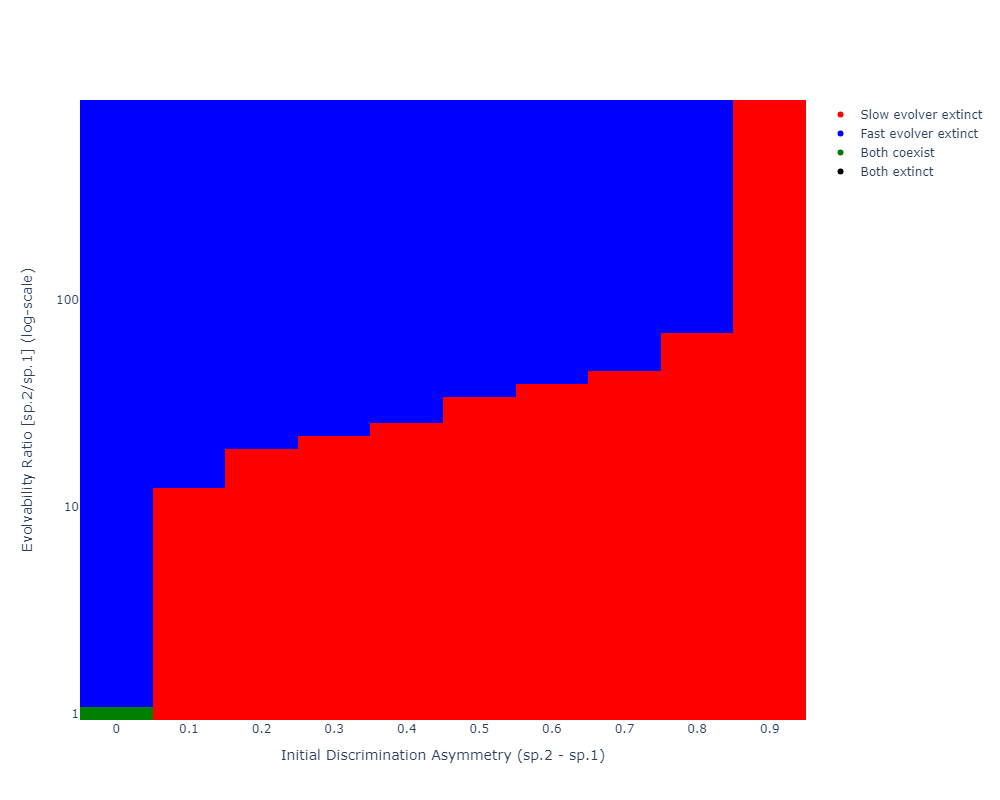 Slow evolver extinct
Fast evolver extinct
Both coexist
Both extinct
Evolvability Ratio [sp.2/sp.1] (log-scale)
100
10
1
0 0.1 0.2 0.3 0.4 0.5 0.6 0.7 0.8 0.9
Initial Discrimination Asymmetry (sp.2 - sp.1)